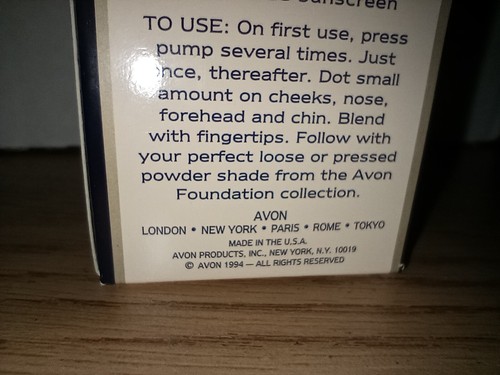 Sunscreen
TO USE: On first use, press
pump several times. Just
once, thereafter. Dot small
amount on cheeks, nose,
forehead and chin. Blend
with fingertips. Follow with
your perfect loose or pressed
powder shade from the Avon
Foundation collection.
AVON
LONDON • NEW YORK • PARIS • ROME • TOKYO
MADE IN THE U.S.A.
AVON PRODUCTS, INC., NEW YORK, N.Y. 10019
© AVON 1994 — ALL RIGHTS RESERVED